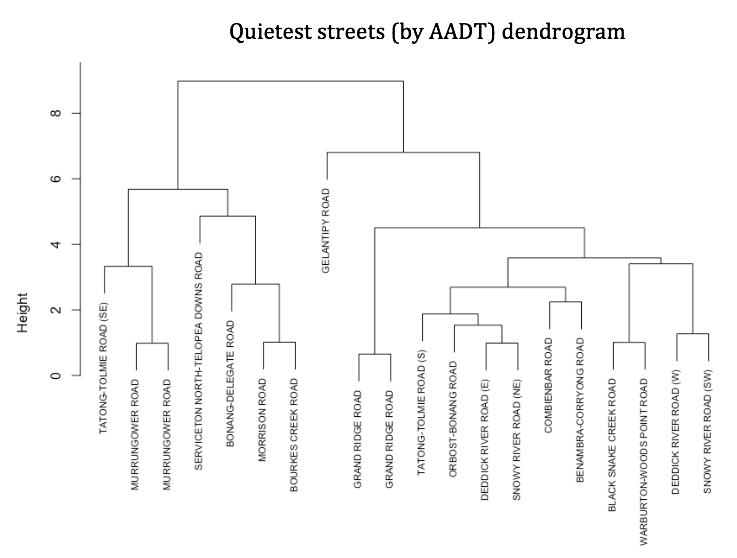 Quietest streets (by AADT) dendrogram
Height
8
6
4
2
0
TATONG-TOLMIE ROAD (SE)
MURRUNGOWER ROAD
MURRUNGOWER ROAD
SERVICETON NORTH-TELOPEA DOWNS ROAD
BONANG-DELEGATE ROAD
MORRISON ROAD
BOURKES CREEK ROAD
GELANTIPY ROAD
GRAND RIDGE ROAD
GRAND RIDGE ROAD
TATONG-TOLMIE ROAD (S)
ORBOST-BONANG ROAD
DEDDICK RIVER ROAD (E)
SNOWY RIVER ROAD (NE)
COMBIENBAR ROAD
BENAMBRA-CORRYONG ROAD
BLACK SNAKE CREEK ROAD
WARBURTON-WOODS POINT ROAD
DEDDICK RIVER ROAD (W)
SNOWY RIVER ROAD (SW)